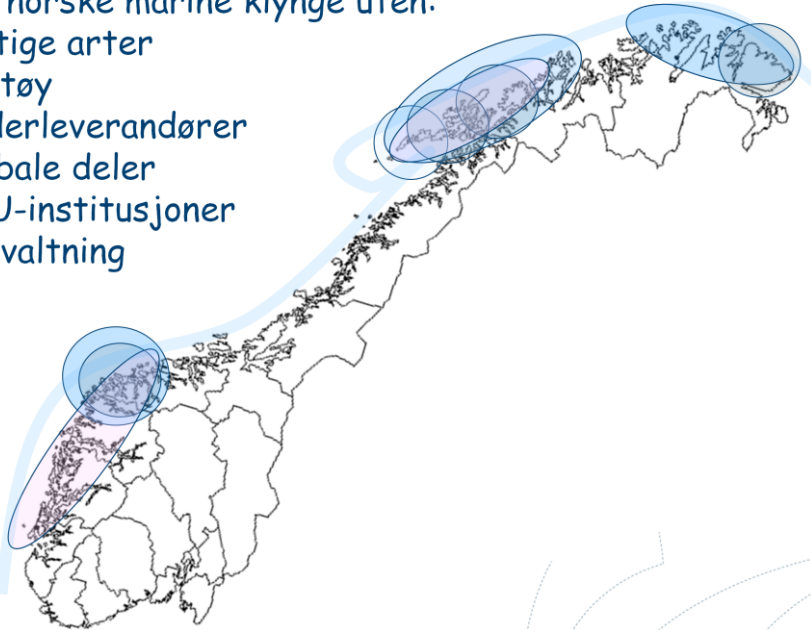 norske marine klynge uten:
tige arter
tøy
lerleverandører
bale deler
U-institusjoner
valtning